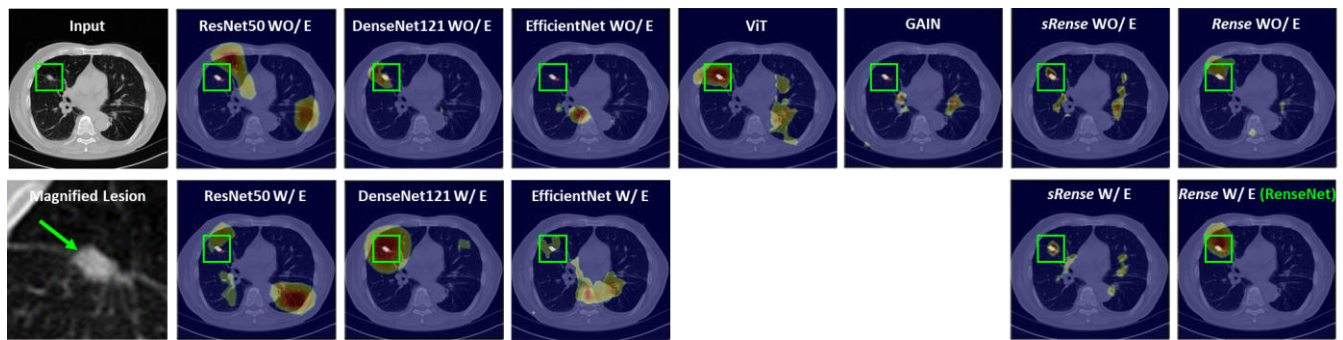 Input
ResNet50 WO/ E
DenseNet121 WO/ E
EfficientNet WO/ E
ViT
GAIN
sRense WO/ E
Rense WO/ E
Magnified Lesion
ResNet50 W/ E
DenseNet121 W/ E
EfficientNet W/ E
sRense W/ E
Rense W/ E (RenseNet)